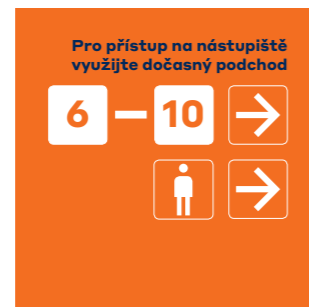 Pro přístup na nástupiště
využijte dočasný podchod
6 – 10